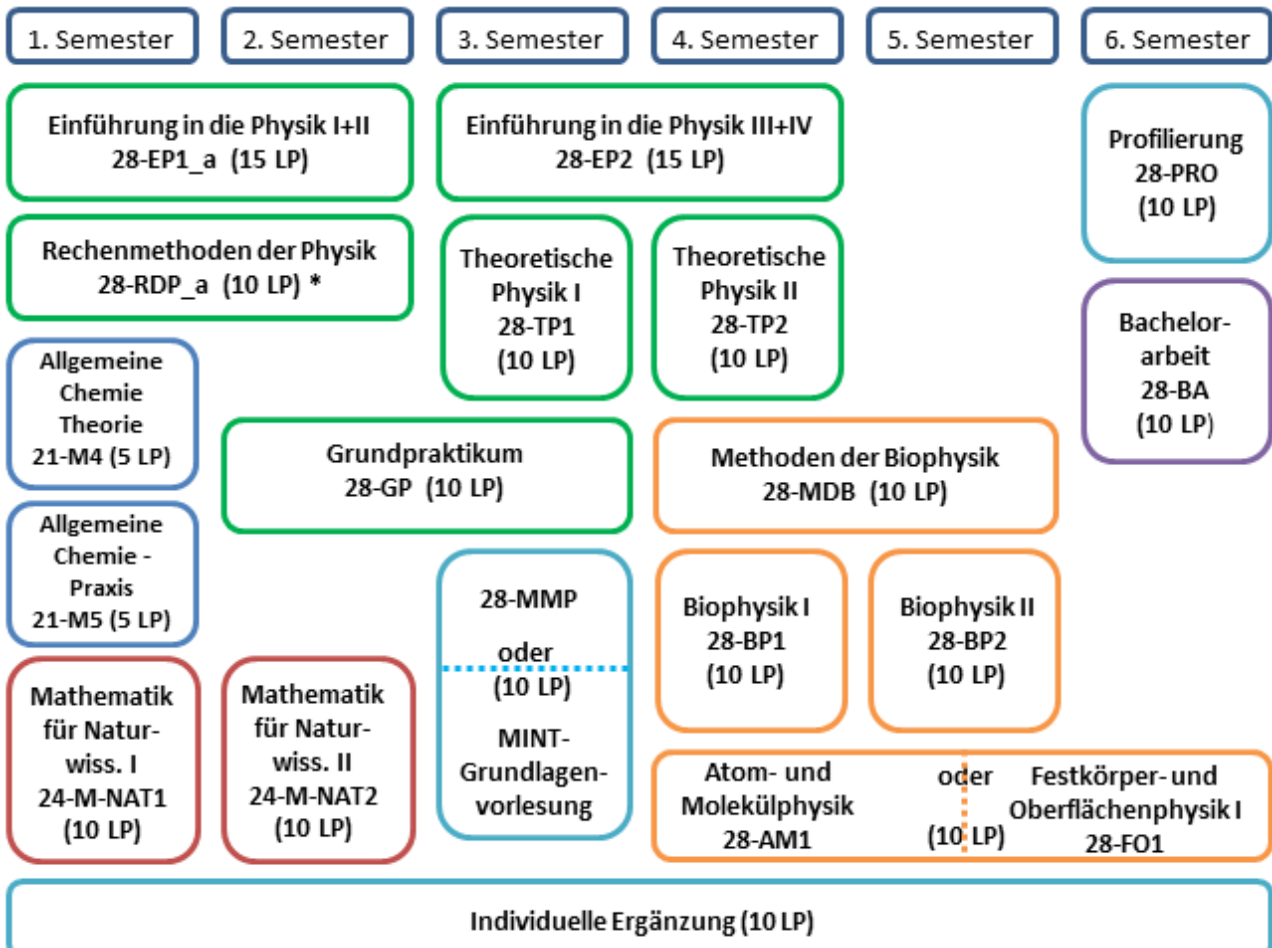 1. Semester
2. Semester
3. Semester
4. Semester
5. Semester
6. Semester
Einführung in die Physik I+II
28-EP1_a (15 LP)
Einführung in die Physik III+IV
28-EP2 (15 LP)
Profilierung
28-PRO
(10 LP)
Rechenmethoden der Physik
28-RDP_a (10 LP) *
Theoretische
Physik I
28-TP1
(10 LP)
Theoretische
Physik II
28-TP2
(10 LP)
Bachelor-
arbeit
28-BA
(10 LP)
Allgemeine
Chemie
Theorie
21-M4 (5 LP)
Grundpraktikum
28-GP (10 LP)
Methoden der Biophysik
28-MDB (10 LP)
Allgemeine
Chemie -
Praxis
21-M5 (5 LP)
28-MMP
oder
(10 LP)
MINT-
Grundlagen-
vorlesung
Biophysik I
28-BP1
(10 LP)
Biophysik II
28-BP2
(10 LP)
Mathematik
für Natur-
wiss. I
24-M-NAT1
(10 LP)
Mathematik
für Natur-
wiss. II
24-M-NAT2
(10 LP)
Atom- und
Molekülphysik
28-AM1
oder
(10 LP)
Festkörper- und
Oberflächenphysik I
28-FO1
Individuelle Ergänzung (10 LP)